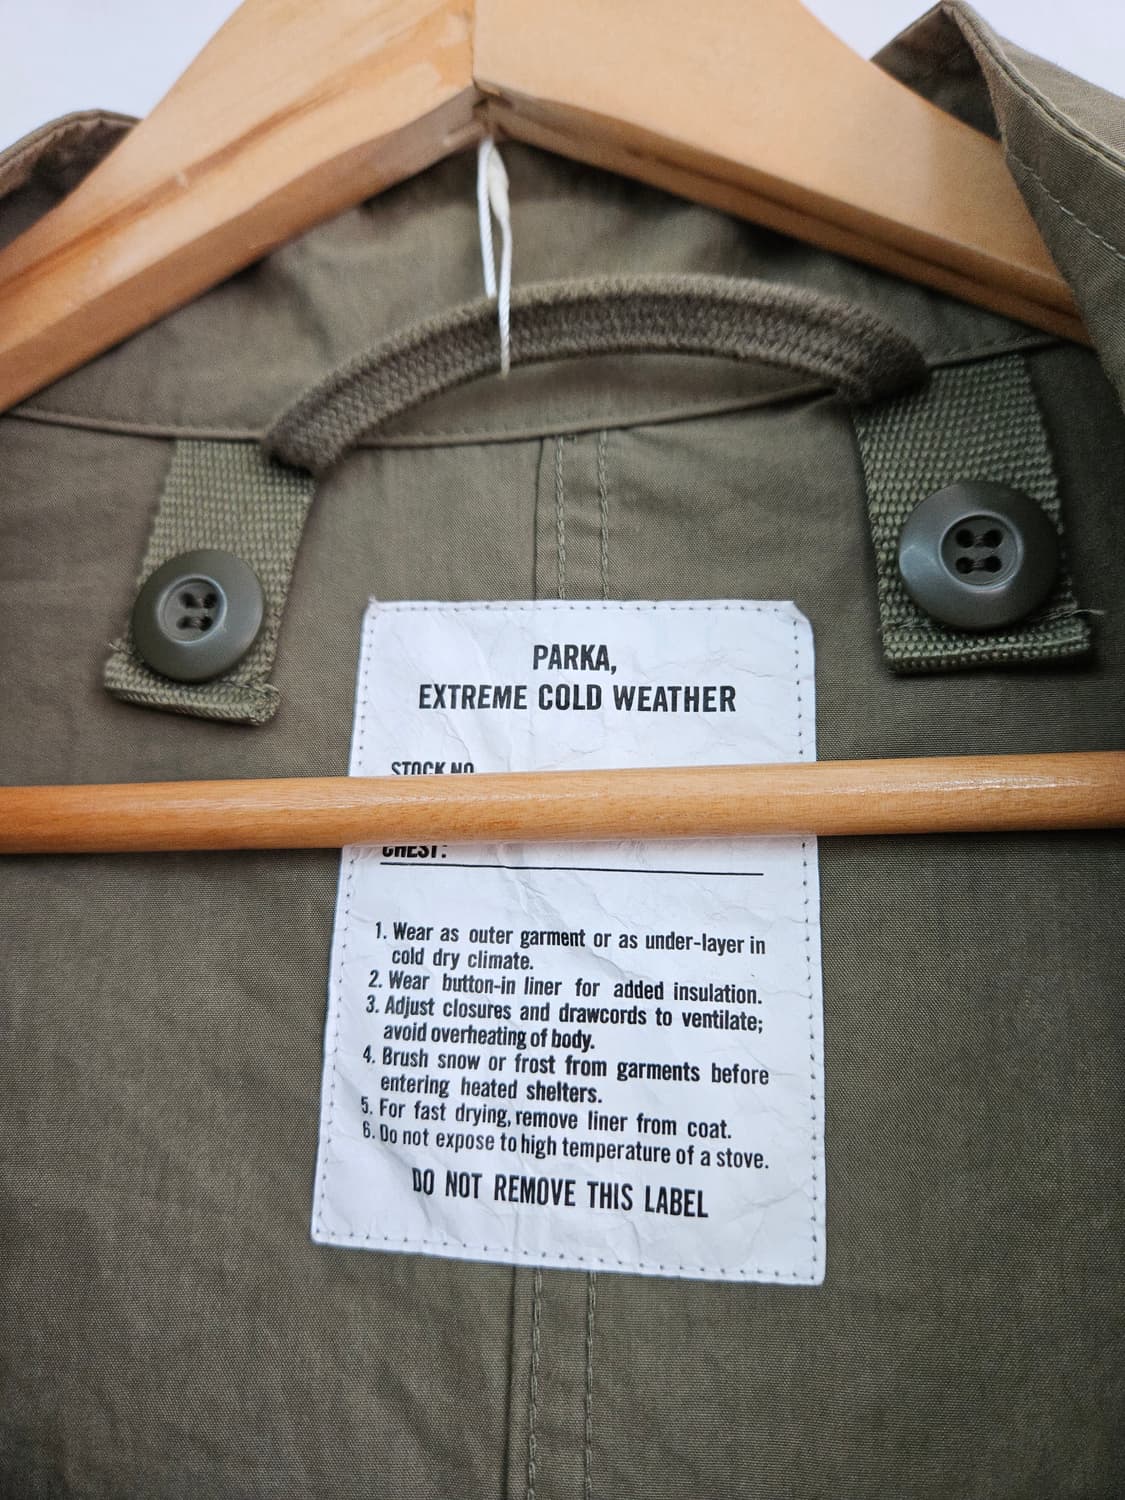 PARKA,
EXTREME COLD WEATHER
STOCK NO.
CHEST:
1. Wear as outer garment or as under-layer in
cold dry climate.
2. Wear button-in liner for added insulation.
3. Adjust closures and drawcords to ventilate;
avoid overheating of body.
4. Brush snow or frost from garments before
entering heated shelters.
5. For fast drying, remove liner from coat.
6. Do not expose to high temperature of a stove.
DO NOT REMOVE THIS LABEL